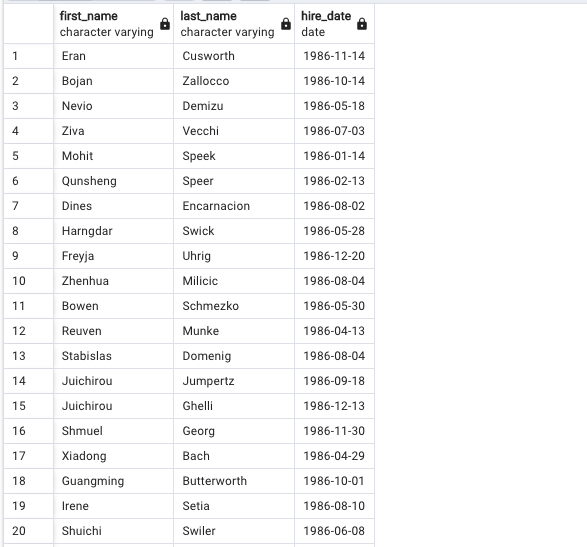 first_name last_name hire_date
character varying character varying date
1 Eran Cusworth 1986-11-14
2 Bojan Zallocco 1986-10-14
3 Nevio Demizu 1986-05-18
4 Ziva Vecchi 1986-07-03
5 Mohit Speek 1986-01-14
6 Qunsheng Speer 1986-02-13
7 Dines Encarnacion 1986-08-02
8 Harngdar Swick 1986-05-28
9 Freyja Uhrig 1986-12-20
10 Zhenhua Milicic 1986-08-04
11 Bowen Schmezko 1986-05-30
12 Reuven Munke 1986-04-13
13 Stabislas Domenig 1986-08-04
14 Juichirou Jumpertz 1986-09-18
15 Juichirou Ghelli 1986-12-13
16 Shmuel Georg 1986-11-30
17 Xiadong Bach 1986-04-29
18 Guangming Butterworth 1986-10-01
19 Irene Setia 1986-08-10
20 Shuichi Swiler 1986-06-08